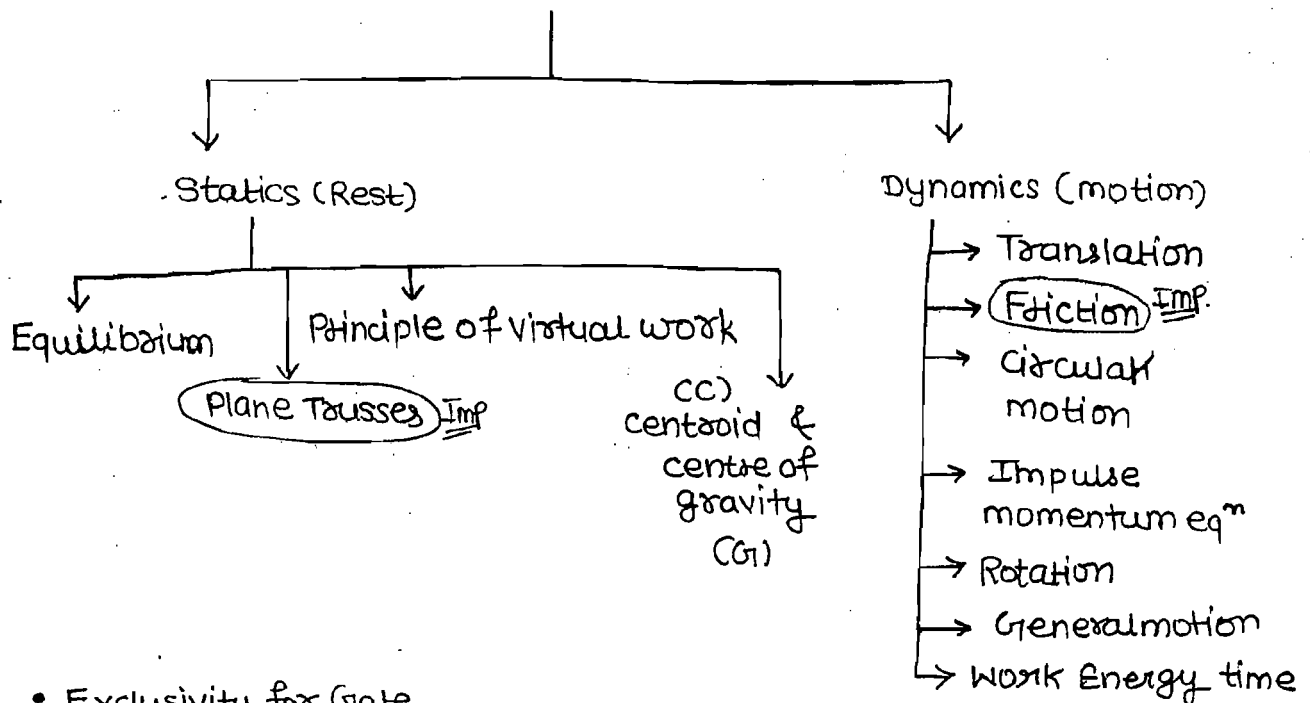 Statics (Rest)
Equilibrium
Plane Trusses Imp
Principle of virtual work
(C)
centroid &
centre of
gravity
(G)
Dynamics (motion)
Translation
Friction Imp.
Circular
motion
Impulse
momentum eqⁿ
Rotation
General motion
Work Energy time
• Exclusivity for Gate